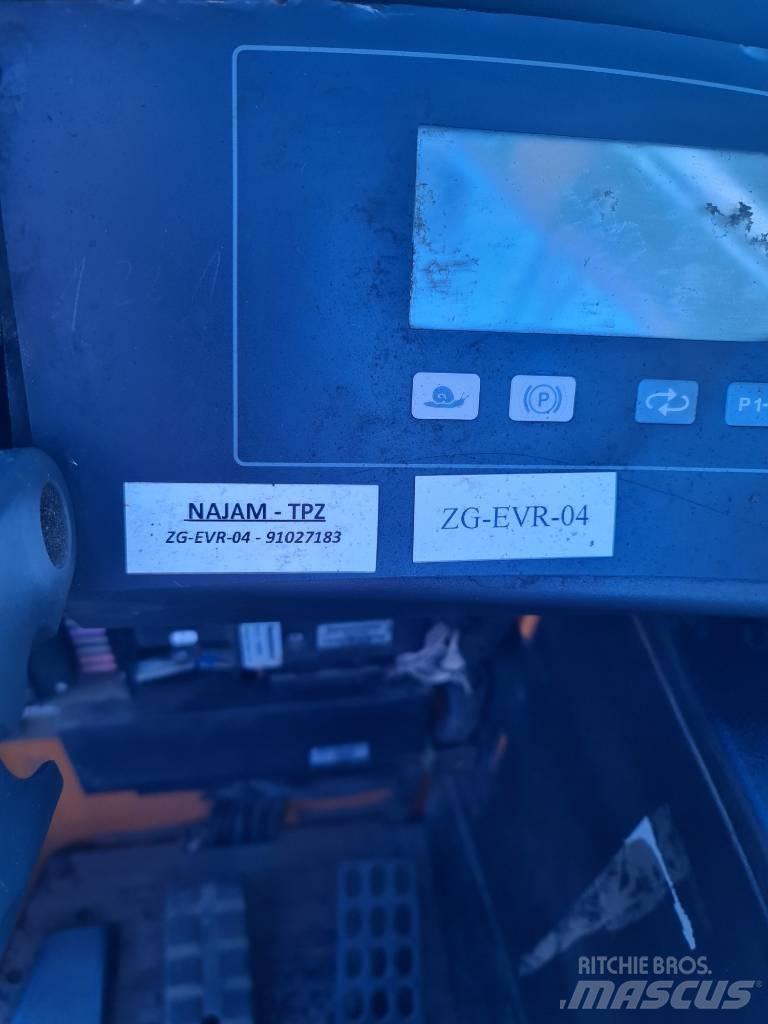 P
P1-
NAJAM - TPZ
ZG-EVR-04 - 91027183
ZG-EVR-04
RITCHIE BROS.
MASCUS